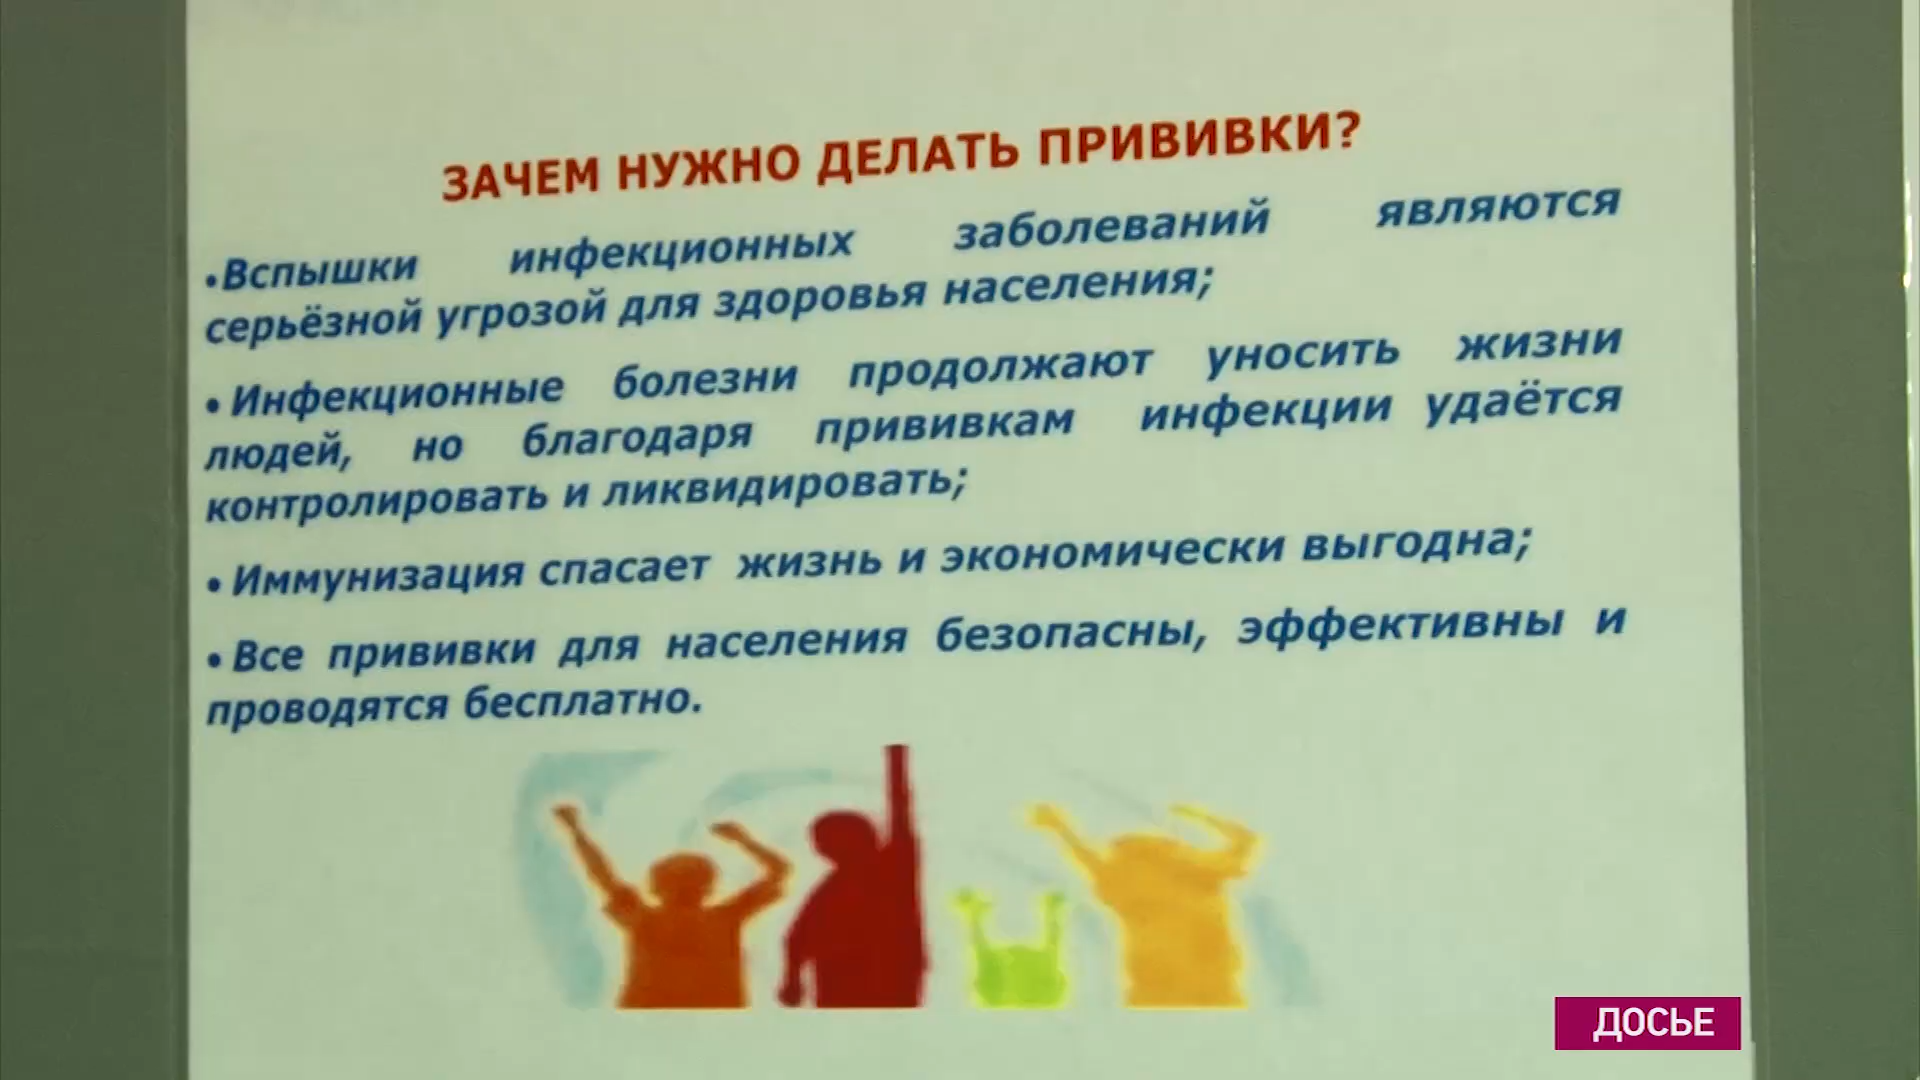 ЗАЧЕМ НУЖНО ДЕЛАТЬ ПРИВИВКИ?
•Вспышки инфекционных заболеваний являются
серьёзной угрозой для здоровья населения;
• Инфекционные болезни продолжают уносить жизни
людей, но благодаря прививкам инфекции удаётся
контролировать и ликвидировать;
• Иммунизация спасает жизнь и экономически выгодна;
• Все прививки для населения безопасны, эффективны и
проводятся бесплатно.
ДОСЬЕ